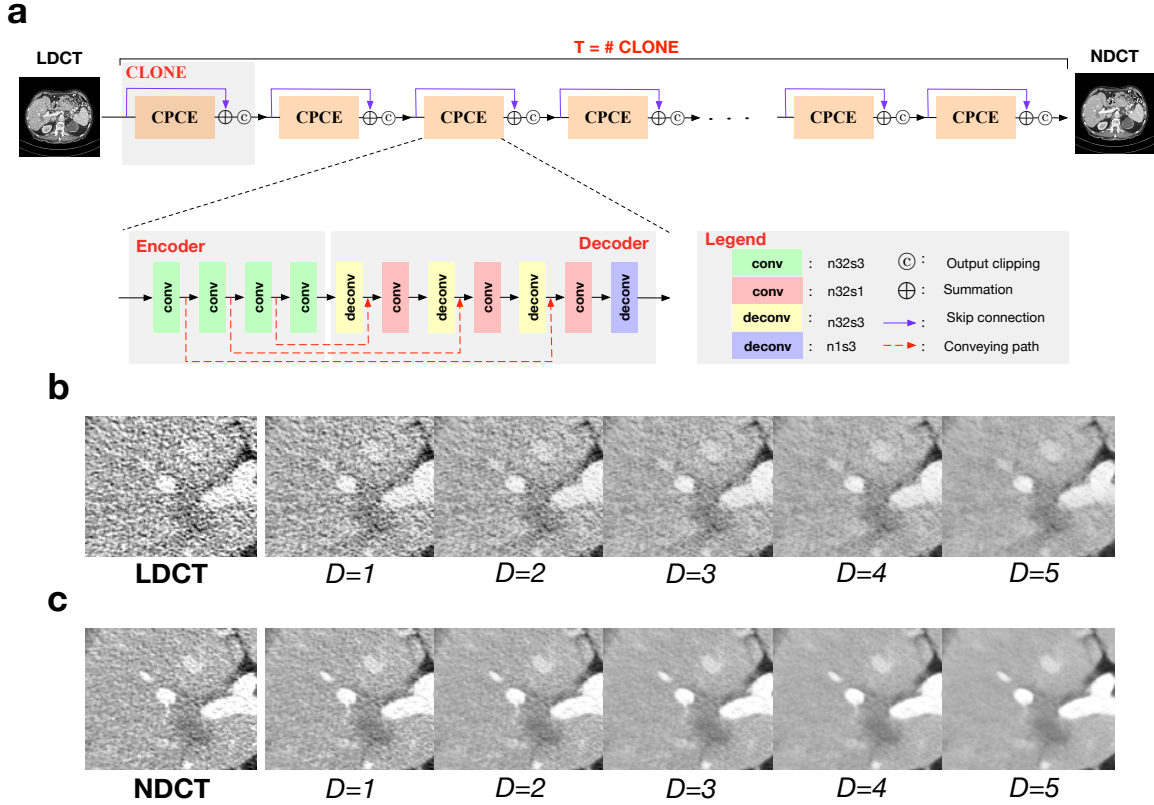 a
LDCT
T = # CLONE
NDCT
CLONE
CPCE C CPCE C CPCE C CPCE C . . . CPCE C CPCE C
Encoder
Decoder
conv conv conv conv deconv conv deconv conv deconv conv deconv
Legend
conv : n32s3 C : Output clipping
conv : n32s1 : Summation
deconv : n32s3 : Skip connection
deconv : n1s3 : Conveying path
b
LDCT D=1 D=2 D=3 D=4 D=5
c
NDCT D=1 D=2 D=3 D=4 D=5